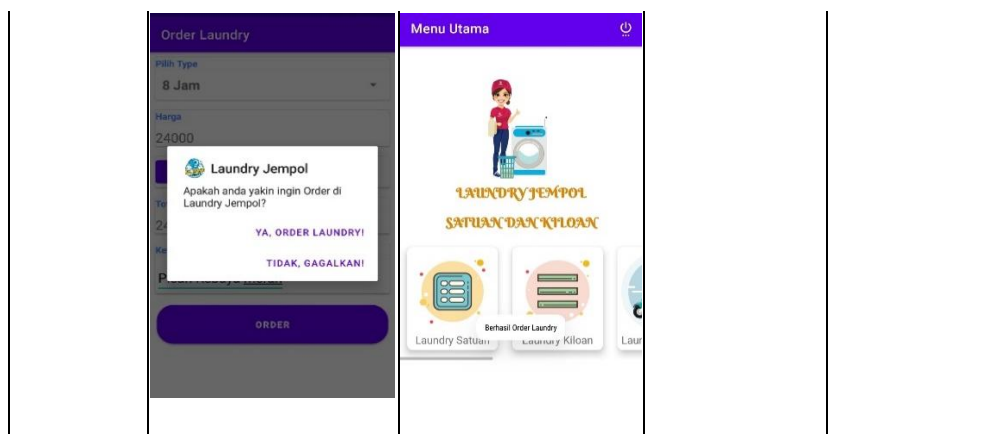 Order Laundry
Pilih Type
8 Jam
Harga
24000
Laundry Jempol
Apakah anda yakin ingin Order di
Laundry Jempol?
YA, ORDER LAUNDRY!
TIDAK, GAGALKAN!
ORDER
Menu Utama
LAUNDRY JEMPOL
SATUAN DAN KILOAN
Berhasil Order Laundry
Laundry Satuan
Laundry Kiloan